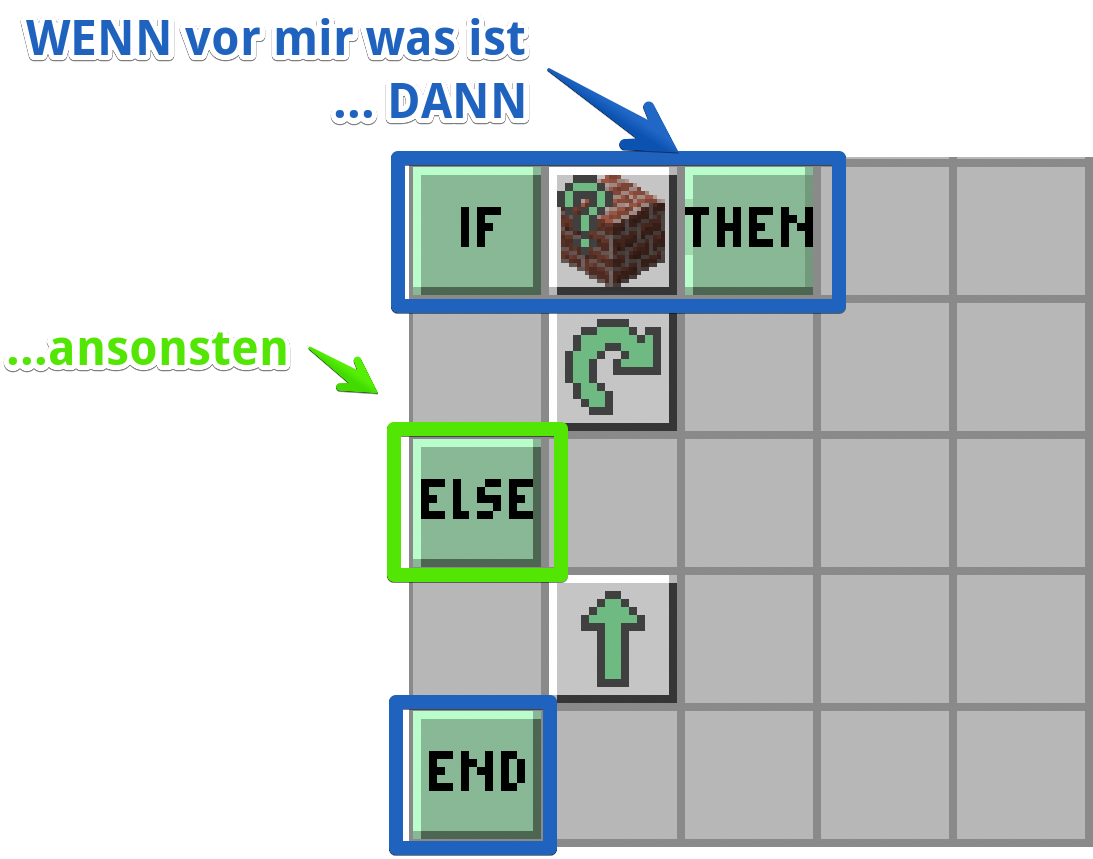 WENN vor mir was ist
... DANN
IF ? THEN
...ansonsten
ELSE
END